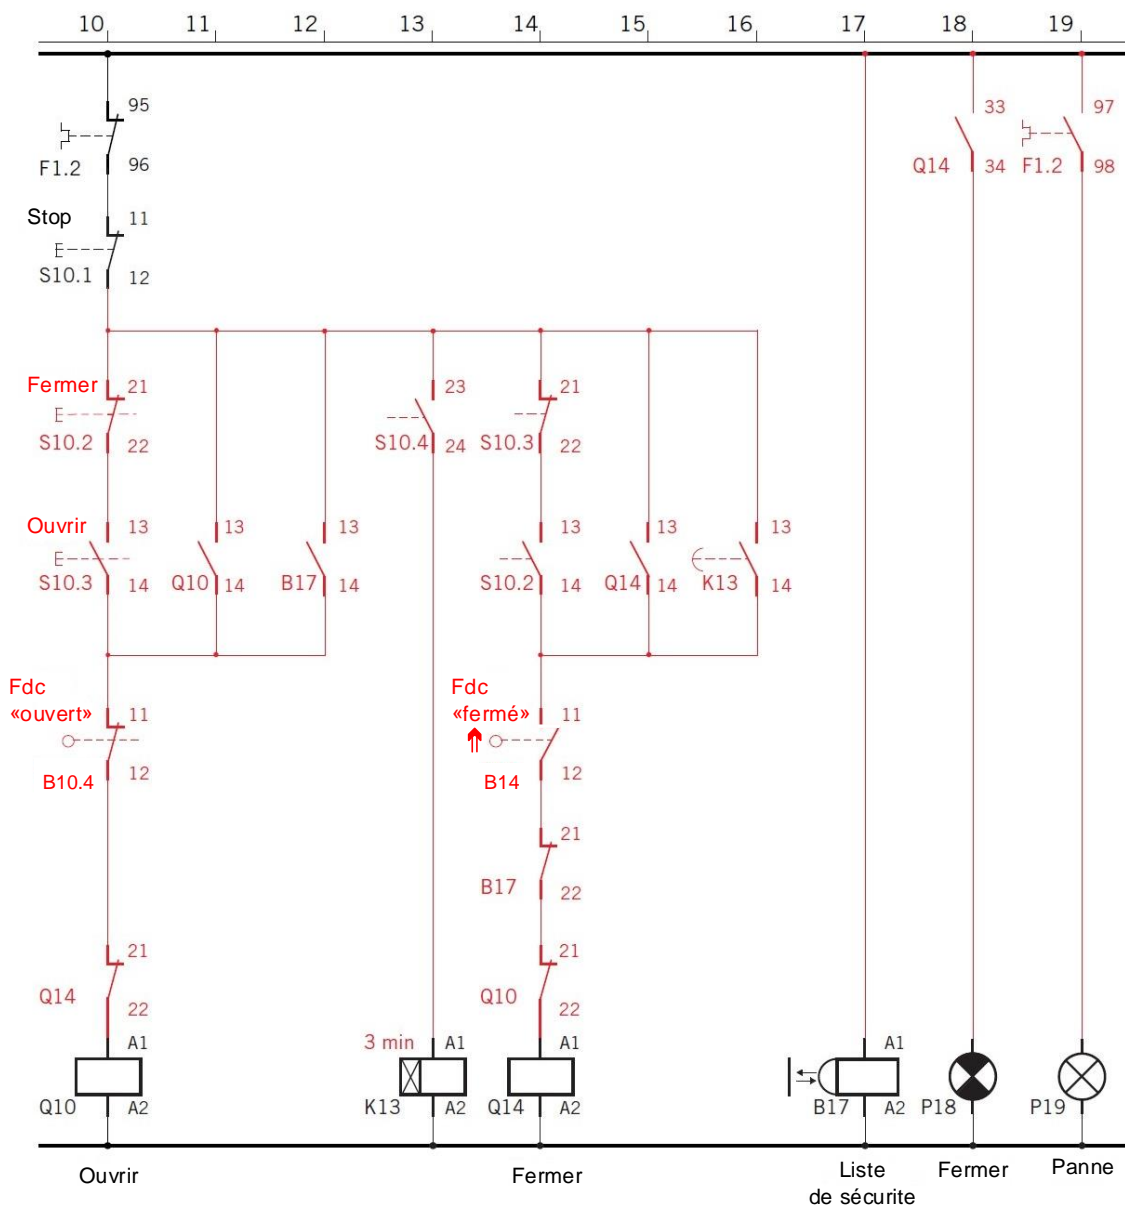 10 11 12 13 14 15 16 17 18 19
95 33 97
96 Q14 34 F1.2 98
F1.2
Stop 11
S10.1 12
Fermer 21 23 21
S10.2 22 S10.4 24 S10.3 22
Ouvrir 13 13 13 13 13 13
S10.3 14 Q10 14 B17 14 S10.2 14 Q14 14 K13 14
Fdc Fdc
«ouvert» 11 «fermé» 11
B10.4 12 B14 12
21
B17 22
21 21
Q14 22 Q10 22
A1 3 min A1 A1 A1
Q10 A2 K13 A2 Q14 A2 B17 A2 P18 P19
Ouvrir Fermer Liste Fermer Panne
de sécurite